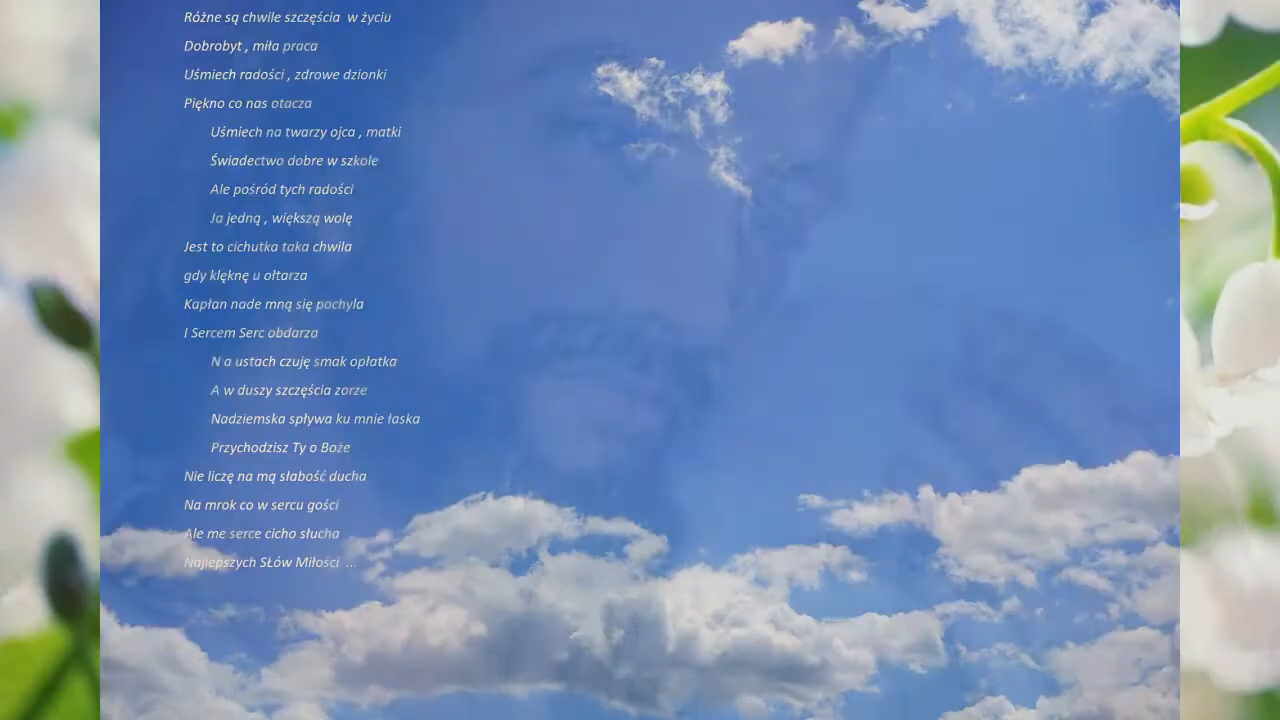 Różne są chwile szczęścia  w życiu
Dobrobyt , miła praca
Uśmiech radości , zdrowe dzionki
Piękno co nas otacza
Uśmiech na twarzy ojca , matki
Świadectwo dobre w szkole
Ale pośród tych radości
Ja jedną , większą wolę
Jest to cichutka taka chwila
gdy klęknę u ołtarza
Kapłan nade mną się pochyla
I Sercem Serc obdarza
N a ustach czuję smak opłatka
A w duszy szczęścia zorze
Nadziemska spływa ku mnie łaska
Przychodzisz Ty o Boże
Nie liczę na mą słabość ducha
Na mrok co w sercu gości
Ale me serce cicho słucha
Najlepszych SŁów Miłości  ...